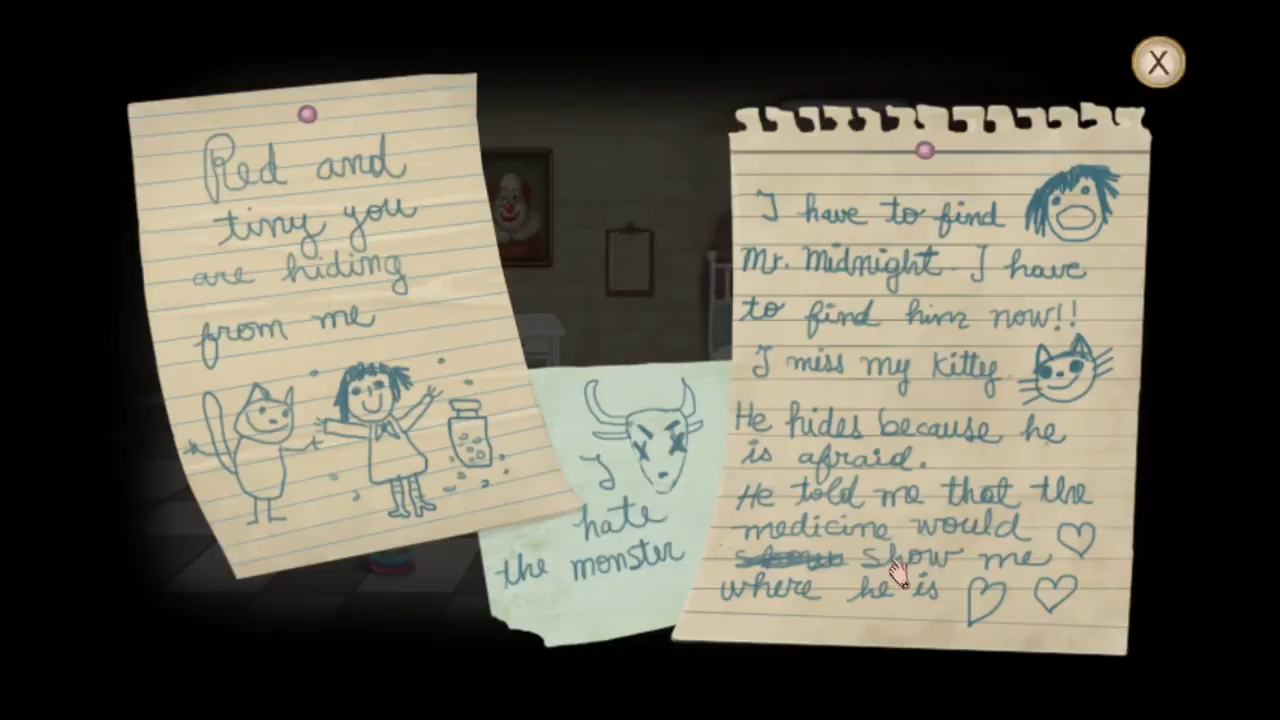 Red and
tiny you
are hiding
from me
I
hate
the monster
I have to find
Mr. Midnight. I have
to find him now!!
I miss my Kitty.
He hides because he
is afraid.
He told me that the
medicine would
show me
where he is
X